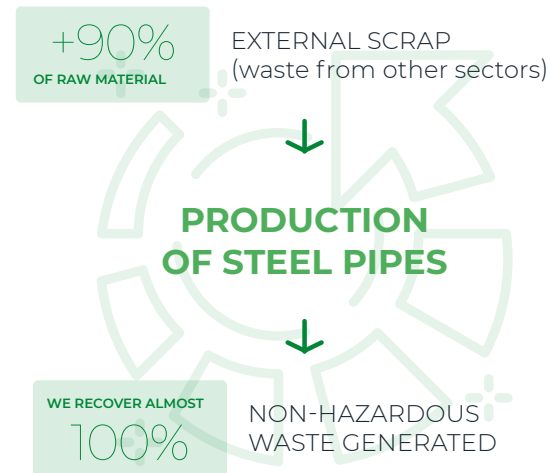 +90%
OF RAW MATERIAL
EXTERNAL SCRAP
(waste from other sectors)
PRODUCTION
OF STEEL PIPES
WE RECOVER ALMOST
100%
NON-HAZARDOUS
WASTE GENERATED